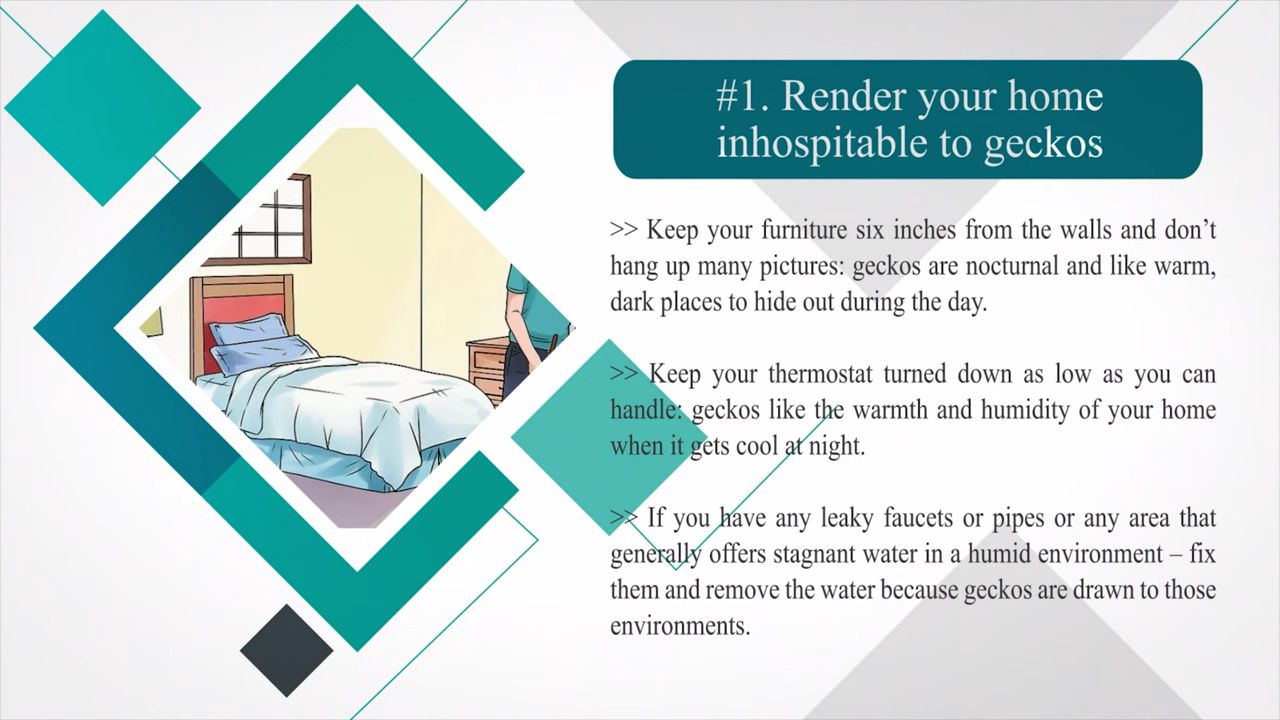 #1. Render your home
inhospitable to geckos
>> Keep your furniture six inches from the walls and don’t
hang up many pictures: geckos are nocturnal and like warm,
dark places to hide out during the day.
>> Keep your thermostat turned down as low as you can
handle: geckos like the warmth and humidity of your home
when it gets cool at night.
>> If you have any leaky faucets or pipes or any area that
generally offers stagnant water in a humid environment – fix
them and remove the water because geckos are drawn to those
environments.